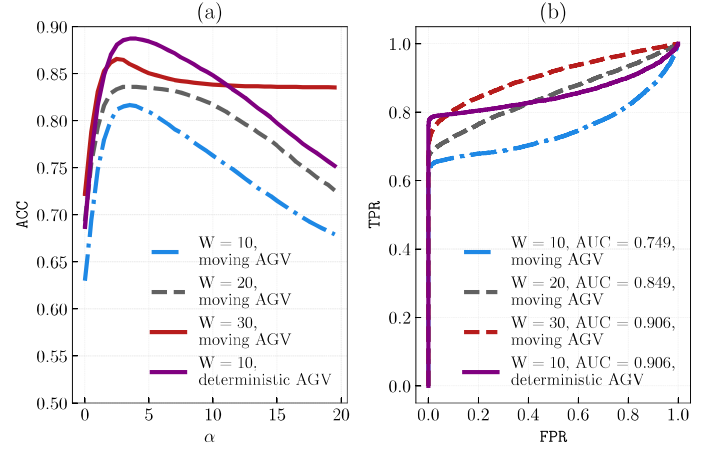 (a)
0.90
0.85
0.80
0.75
0.70
0.65
0.60
0.55
0.50
ACC
0
5
10
15
20
α
W = 10,
moving AGV
W = 20,
moving AGV
W = 30,
moving AGV
W = 10,
deterministic AGV
(b)
1.0
0.8
0.6
0.4
0.2
0.0
TPR
0.0
0.2
0.4
0.6
0.8
1.0
FPR
W = 10, AUC = 0.749,
moving AGV
W = 20, AUC = 0.849,
moving AGV
W = 30, AUC = 0.906,
moving AGV
W = 10, AUC = 0.906,
deterministic AGV